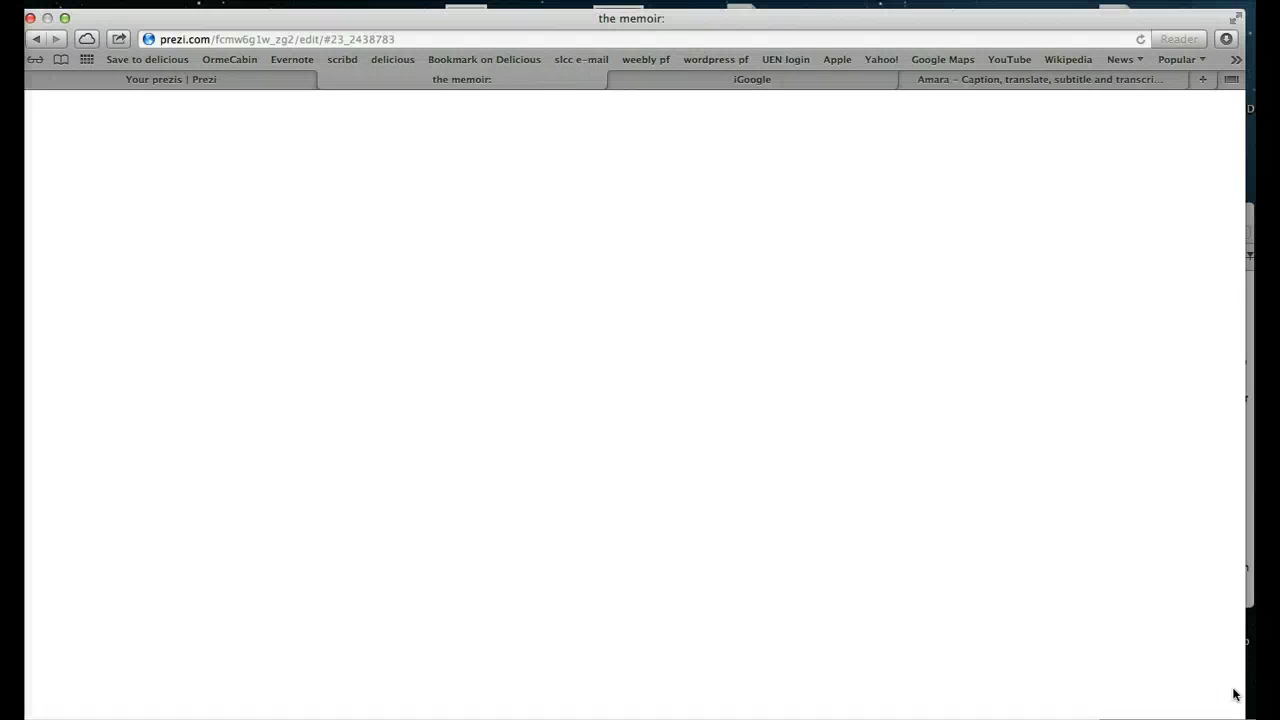 the memoir:
prezi.com/fcmw6g1w_zg2/edit/#23_2438783 Reader
Save to delicious OrmeCabin Evernote scribd delicious Bookmark on Delicious slcc e-mail weebly pf wordpress pf UEN login Apple Yahoo! Google Maps YouTube Wikipedia News Popular
Your prezis | Prezi the memoir: iGoogle Amara - Caption, translate, subtitle and transcri...
D